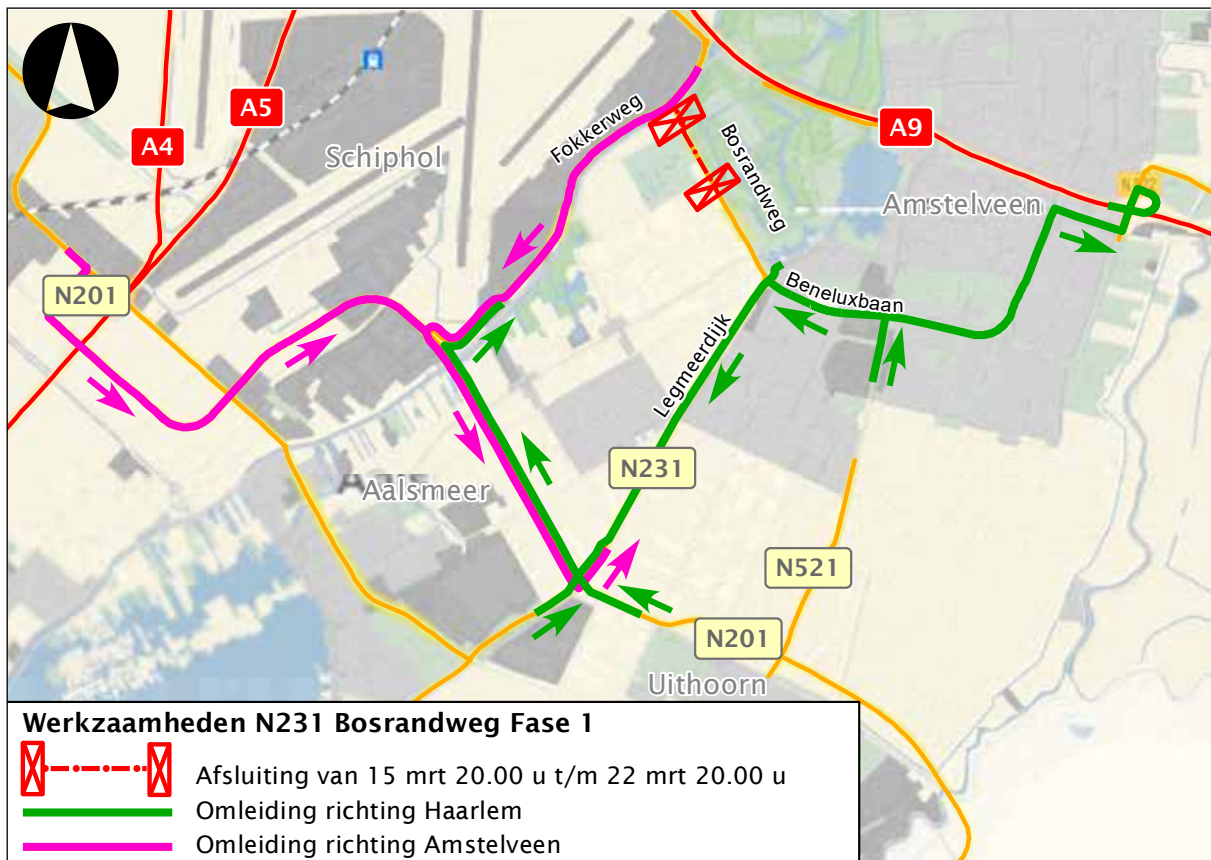 A4
A5
Schiphol
Fokkerweg
Bosrandweg
A9
Amstelveen
N201
Beneluxbaan
Legmeerdijk
N231
Aalsmeer
N521
N201
Uithoorn
Werkzaamheden N231 Bosrandweg Fase 1
Afsluiting van 15 mrt 20.00 u t/m 22 mrt 20.00 u
Omleiding richting Haarlem
Omleiding richting Amstelveen